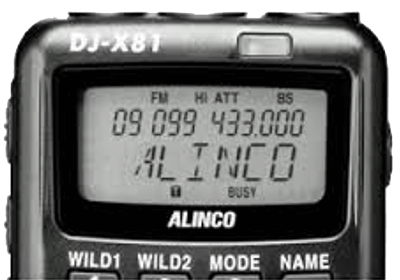 DJ-X81
FM Hi ATT BS
09 099 433.000
ALINCO
T BUSY
ALINCO
WILD1 WILD2 MODE NAME